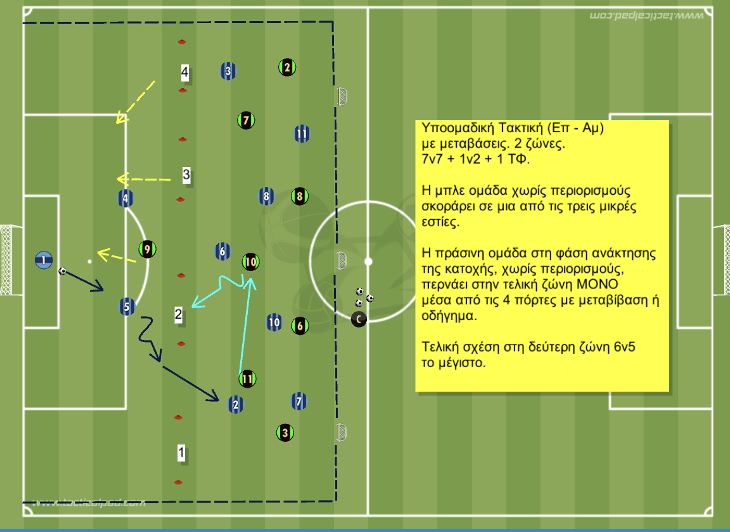 www.tacticalpad.com
4
3
2
7
11
3
4
8
8
9
6
10
1
5
2
10
6
C
11
2
7
3
1
www.tacticalpad.com
Υποομαδική Τακτική (Επ - Αμ)
με μεταβάσεις. 2 ζώνες.
7v7 + 1v2 + 1 ΤΦ.
Η μπλε ομάδα χωρίς περιορισμούς
σκοράρει σε μια από τις τρεις μικρές
εστίες.
Η πράσινη ομάδα στη φάση ανάκτησης
της κατοχής, χωρίς περιορισμούς,
περνάει στην τελική ζώνη ΜΟΝΟ
μέσα από τις 4 πόρτες με μεταβίβαση ή
οδήγημα.
Τελική σχέση στη δεύτερη ζώνη 6v5
το μέγιστο.